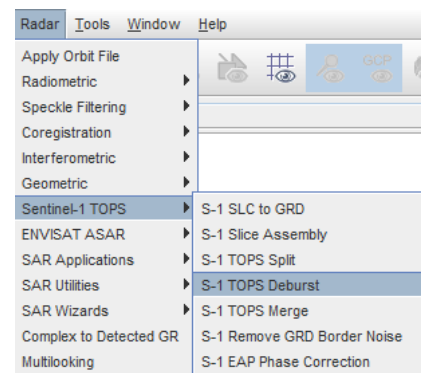 Radar Tools Window Help
Apply Orbit File
Radiometric
Speckle Filtering
Coregistration
Interferometric
Geometric
Sentinel-1 TOPS
ENVISAT ASAR
SAR Applications
SAR Utilities
SAR Wizards
Complex to Detected GR
Multilooking
GCP
S-1 SLC to GRD
S-1 Slice Assembly
S-1 TOPS Split
S-1 TOPS Deburst
S-1 TOPS Merge
S-1 Remove GRD Border Noise
S-1 EAP Phase Correction